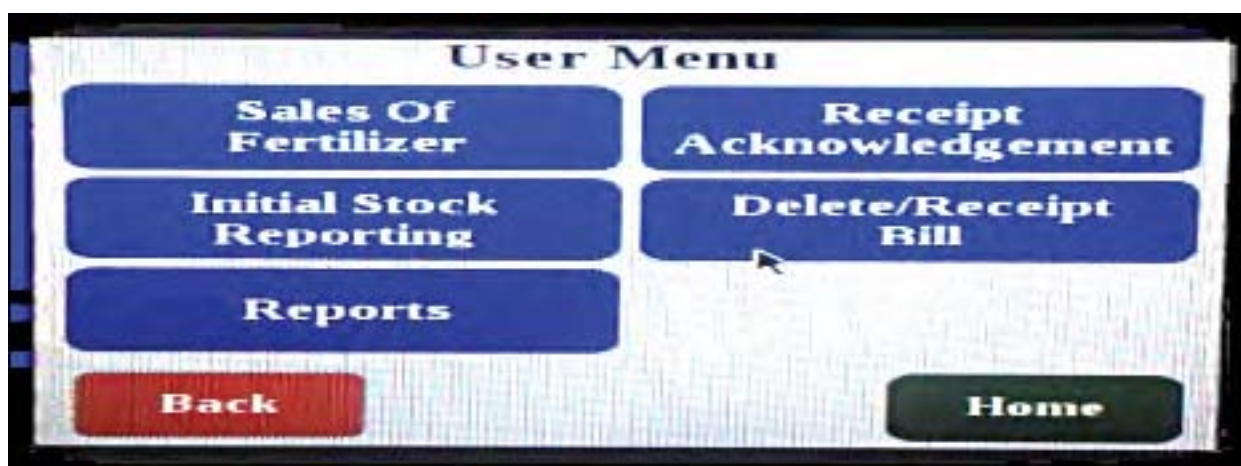 User Menu
Sales Of
Fertilizer
Receipt
Acknowledgement
Initial Stock
Reporting
Delete/Receipt
Bill
Reports
Back
Home